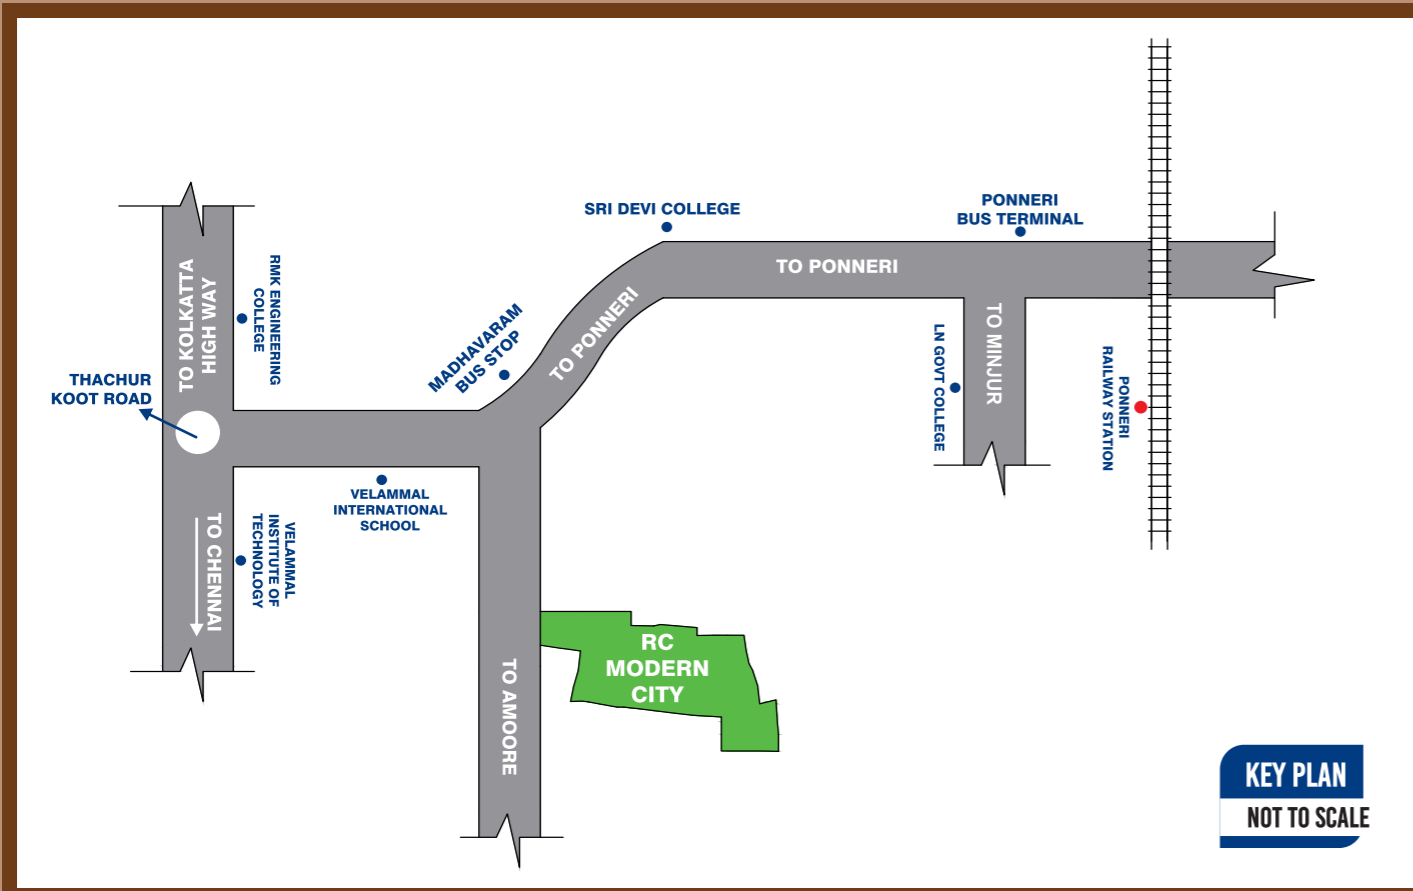 SRI DEVI COLLEGE
PONNERI
BUS TERMINAL
TO KOLKATTA
HIGH WAY
RMK ENGINEERING
COLLEGE
TO PONNERI
MADHAVARAM
BUS STOP
TO PONNERI
THACHUR
KOOT ROAD
LN GOVT COLLEGE
TO MINJUR
PONNERI
RAILWAY STATION
VELAMMAL
INTERNATIONAL
SCHOOL
TO CHENNAI
VELAMMAL
INSTITUTE OF
TECHNOLOGY
TO AMOORE
RC
MODERN
CITY
KEY PLAN
NOT TO SCALE